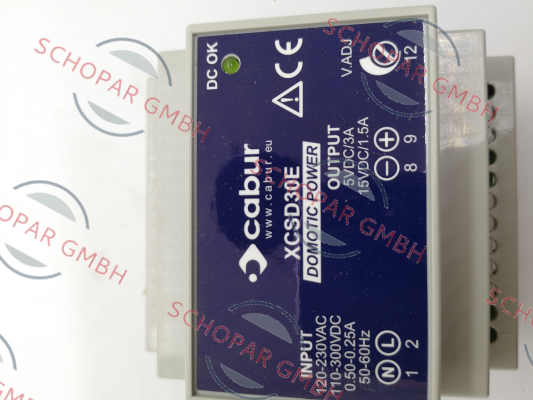 DC OK
V.ADJ
12
cabur
www.cabur.eu
XCSD30E
DOMOTIC-POWER
OUTPUT
5VDC/3A
15VDC/1.5A
8 9
INPUT
120-230VAC
110-300VDC
0.50-0.25A
50-60Hz
N L
1 2
SCHOPAR GMBH
SCHOPAR GMBH
SCHOPAR GMBH
SCHOPAR GMBH